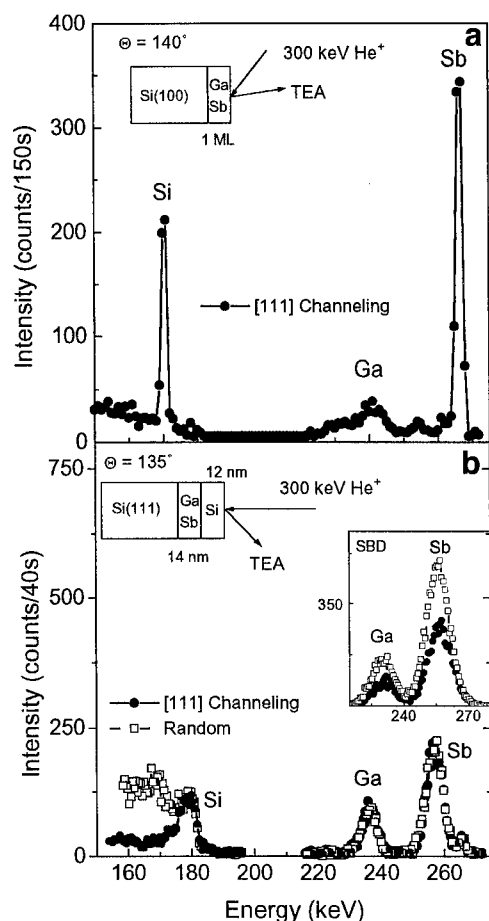 a
Θ = 140°
300 keV He⁺
Si(100)
Ga
Sb
TEA
1 ML
Sb
Si
Ga
[111] Channeling
Intensity (counts/150s)
400
300
200
100
0
b
Θ = 135°
12 nm
300 keV He⁺
Si(111)
Ga
Sb
Si
TEA
14 nm
SBD
Sb
Ga
350
240 270
[111] Channeling
Random
Si
Ga
Sb
Intensity (counts/40s)
750
500
250
0
160 180 200 220 240 260
Energy (keV)